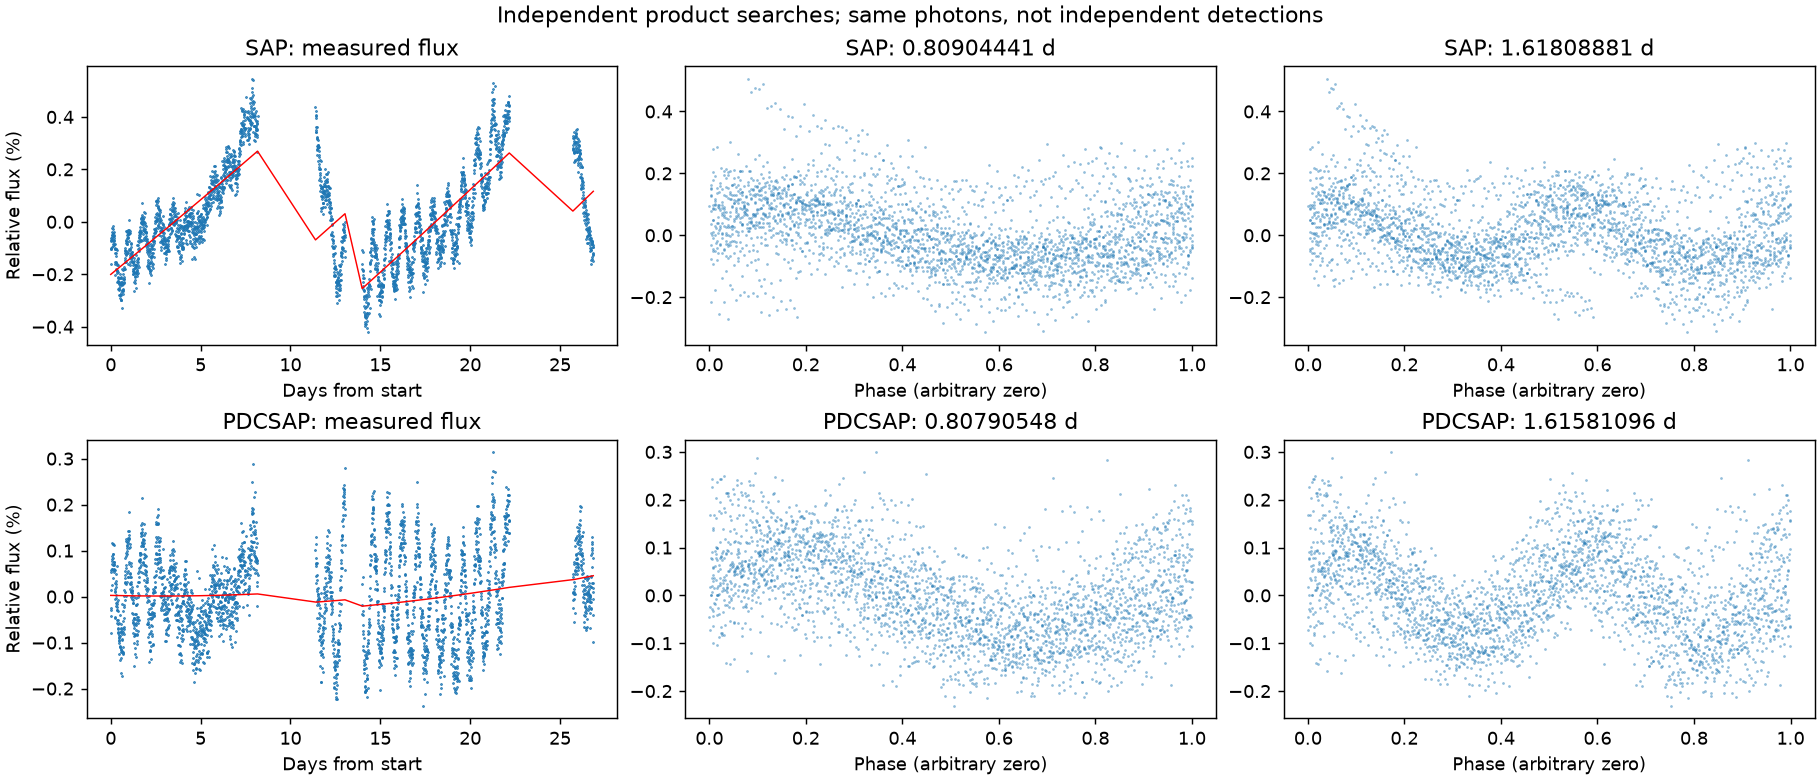 Independent product searches; same photons, not independent detections
SAP: measured flux
SAP: 0.80904441 d
SAP: 1.61808881 d
Relative flux (%)
0.4
0.2
0.0
−0.2
−0.4
0 5 10 15 20 25
Days from start
0.4
0.2
0.0
−0.2
0.0 0.2 0.4 0.6 0.8 1.0
Phase (arbitrary zero)
0.4
0.2
0.0
−0.2
0.0 0.2 0.4 0.6 0.8 1.0
Phase (arbitrary zero)
PDCSAP: measured flux
PDCSAP: 0.80790548 d
PDCSAP: 1.61581096 d
Relative flux (%)
0.3
0.2
0.1
0.0
−0.1
−0.2
0 5 10 15 20 25
Days from start
0.3
0.2
0.1
0.0
−0.1
−0.2
0.0 0.2 0.4 0.6 0.8 1.0
Phase (arbitrary zero)
0.3
0.2
0.1
0.0
−0.1
−0.2
0.0 0.2 0.4 0.6 0.8 1.0
Phase (arbitrary zero)